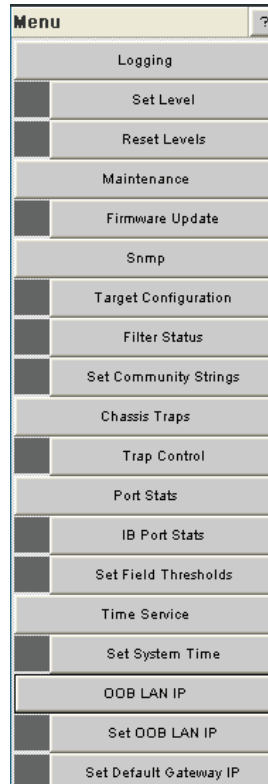 Menu ?
Logging
Set Level
Reset Levels
Maintenance
Firmware Update
Snmp
Target Configuration
Filter Status
Set Community Strings
Chassis Traps
Trap Control
Port Stats
IB Port Stats
Set Field Thresholds
Time Service
Set System Time
OOB LAN IP
Set OOB LAN IP
Set Default Gateway IP